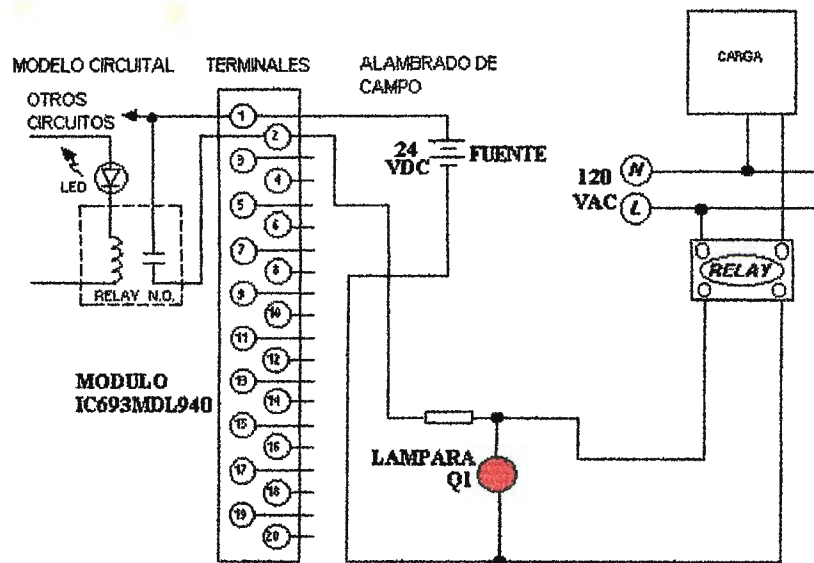 MODELO CIRCUITAL
TERMINALES
ALAMBRADO DE
CAMPO
CARGA
OTROS
CIRCUITOS
LED
RELAY N.O.
1
2
3
4
5
6
7
8
9
10
11
12
13
14
15
16
17
18
19
20
24
VDC
FUENTE
120
VAC
N
L
RELAY
MODULO
IC693MDL940
LAMPARA
Q1